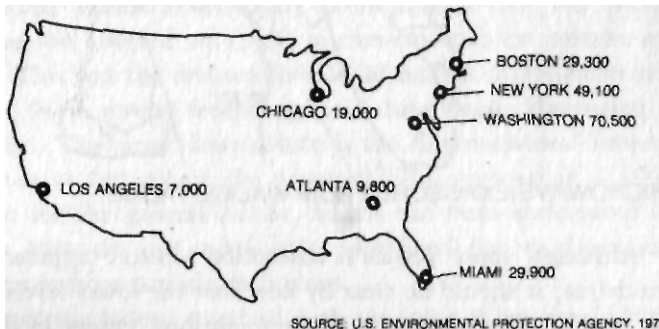 BOSTON 29,300
NEW YORK 49,100
CHICAGO 19,000
WASHINGTON 70,500
LOS ANGELES 7,000
ATLANTA 9,800
MIAMI 29,900
SOURCE: U.S. ENVIRONMENTAL PROTECTION AGENCY, 197